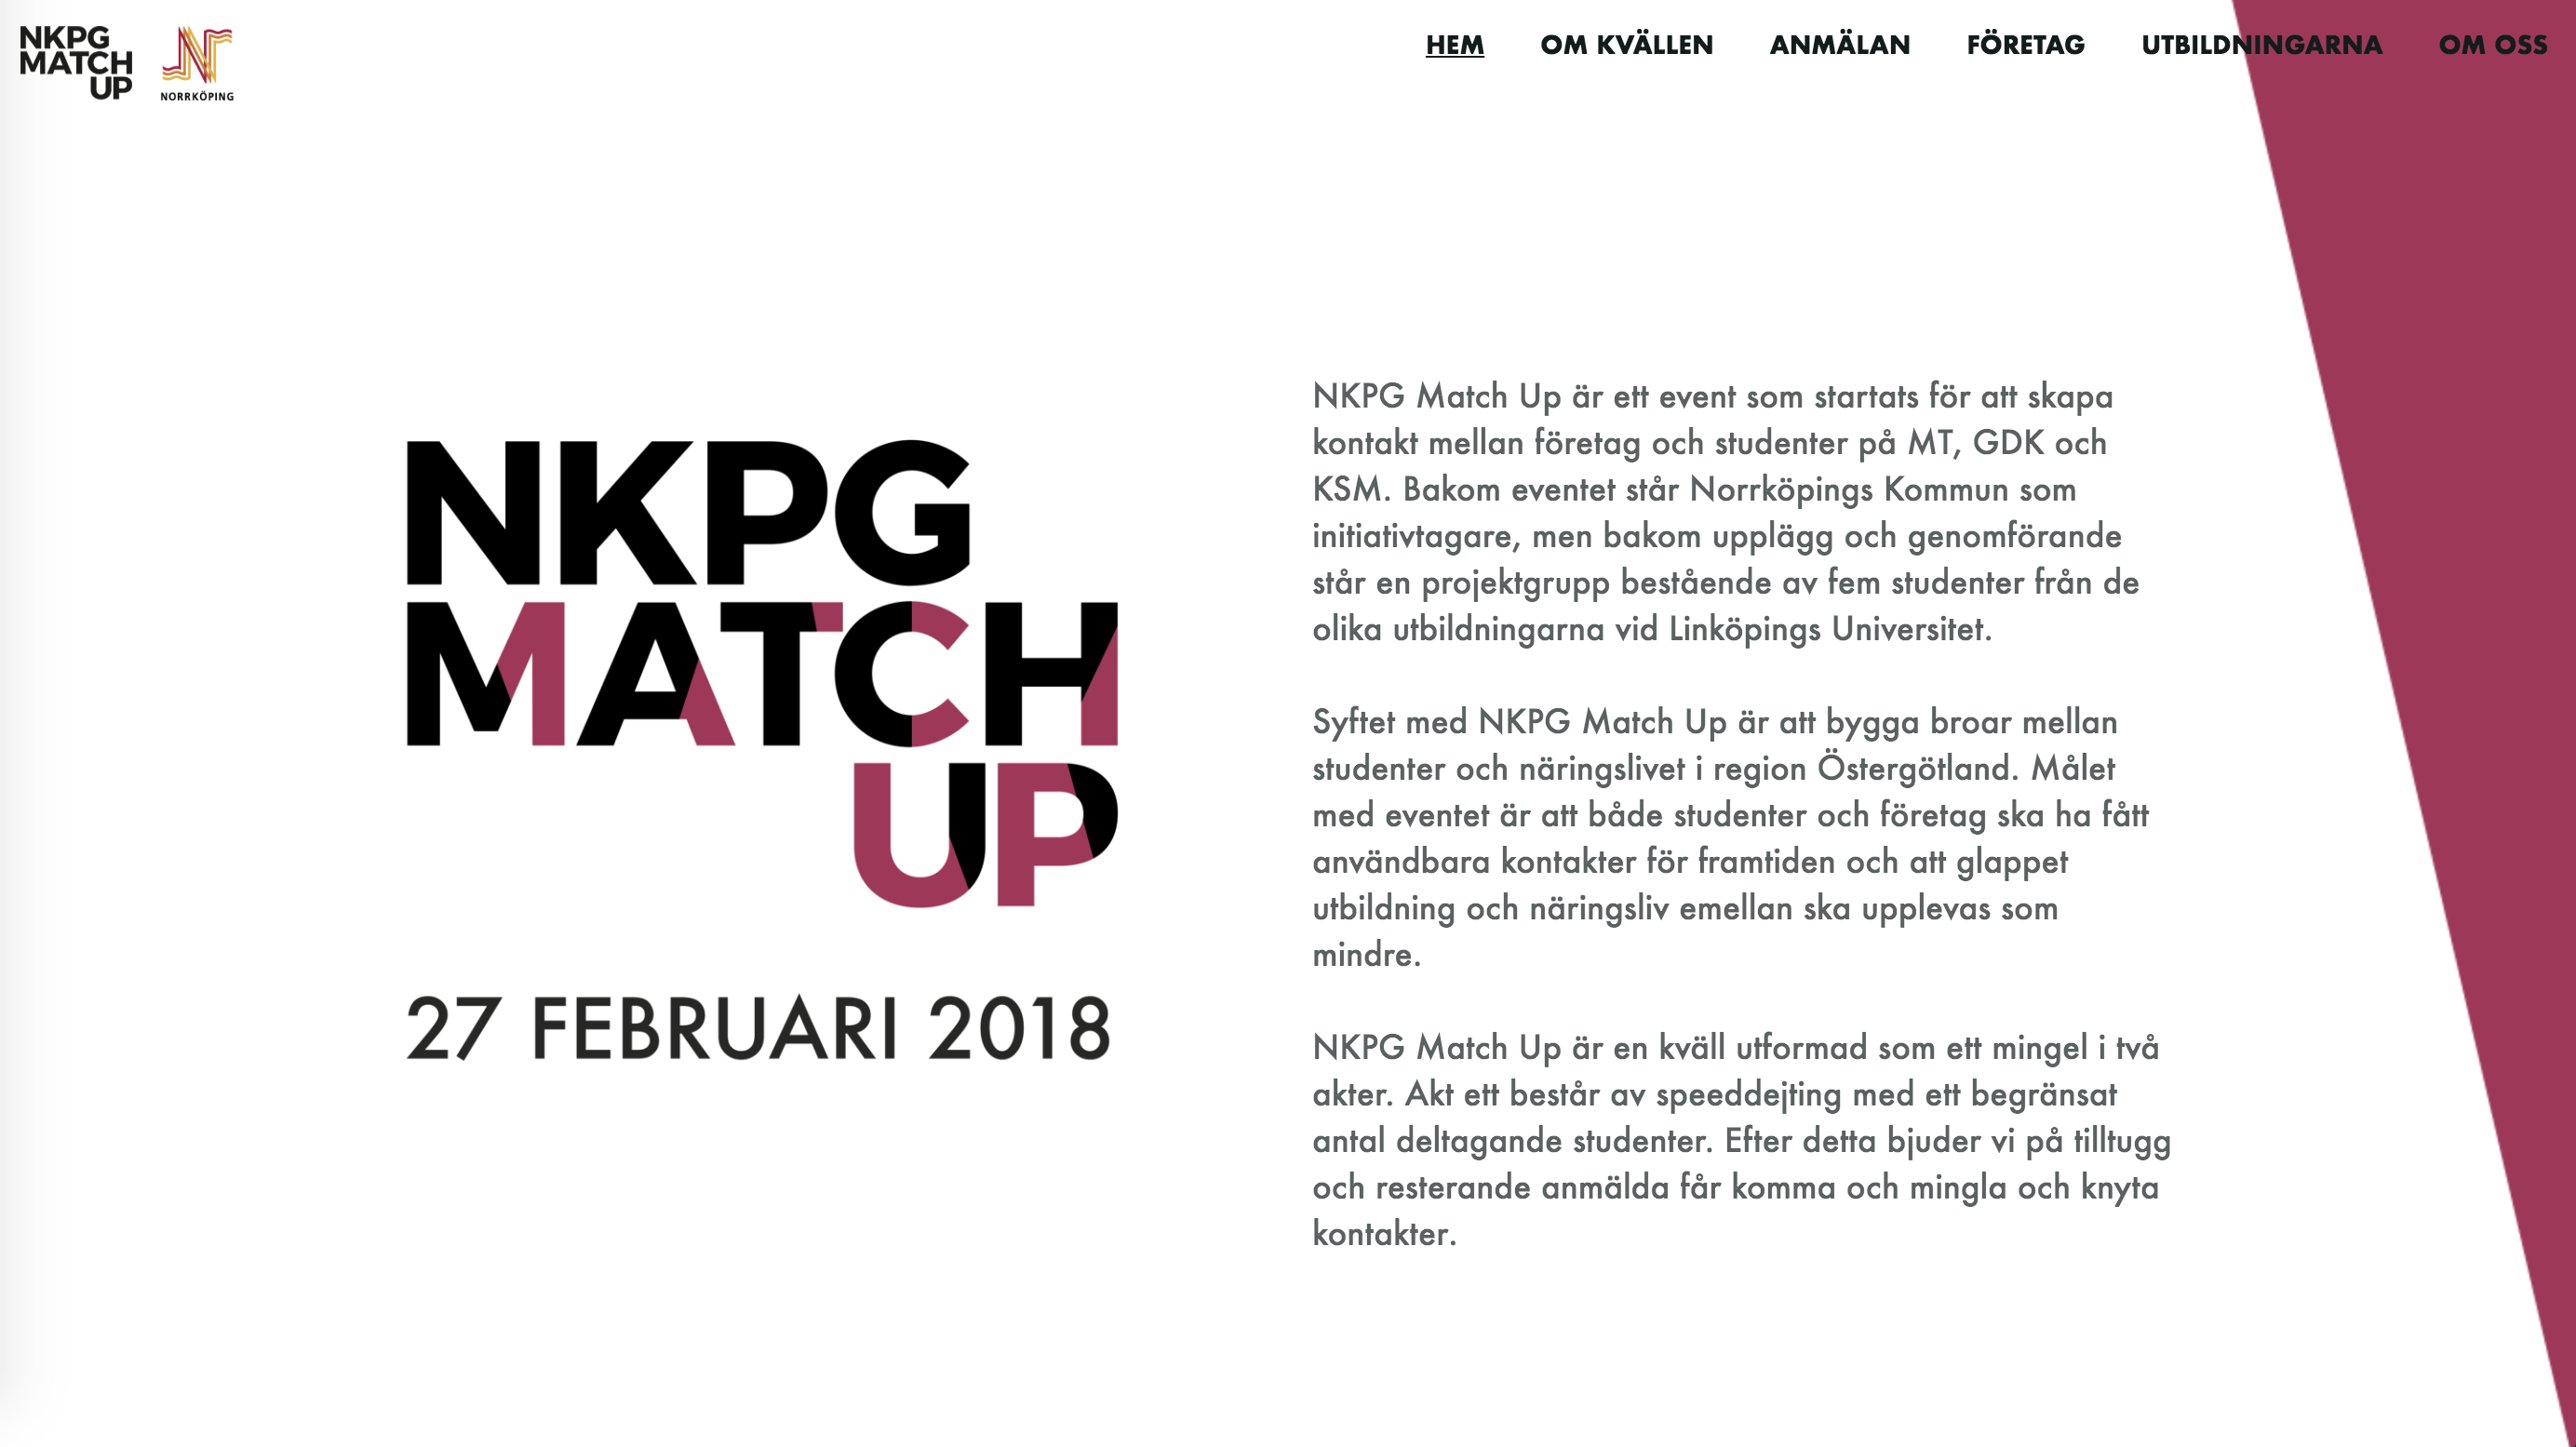 NKPG
MATCH
UP
NORRKÖPING
HEM
OM KVÄLLEN
ANMÄLAN
FÖRETAG
UTBILDNINGARNA
OM OSS
NKPG
MATCH
UP
27 FEBRUARI 2018
NKPG Match Up är ett event som startats för att skapa
kontakt mellan företag och studenter på MT, GDK och
KSM. Bakom eventet står Norrköpings Kommun som
initiativtagare, men bakom upplägg och genomförande
står en projektgrupp bestående av fem studenter från de
olika utbildningarna vid Linköpings Universitet.
Syftet med NKPG Match Up är att bygga broar mellan
studenter och näringslivet i region Östergötland. Målet
med eventet är att både studenter och företag ska ha fått
användbara kontakter för framtiden och att glappet
utbildning och näringsliv emellan ska upplevas som
mindre.
NKPG Match Up är en kväll utformad som ett mingel i två
akter. Akt ett består av speeddejting med ett begränsat
antal deltagande studenter. Efter detta bjuder vi på tilltugg
och resterande anmälda får komma och mingla och knyta
kontakter.